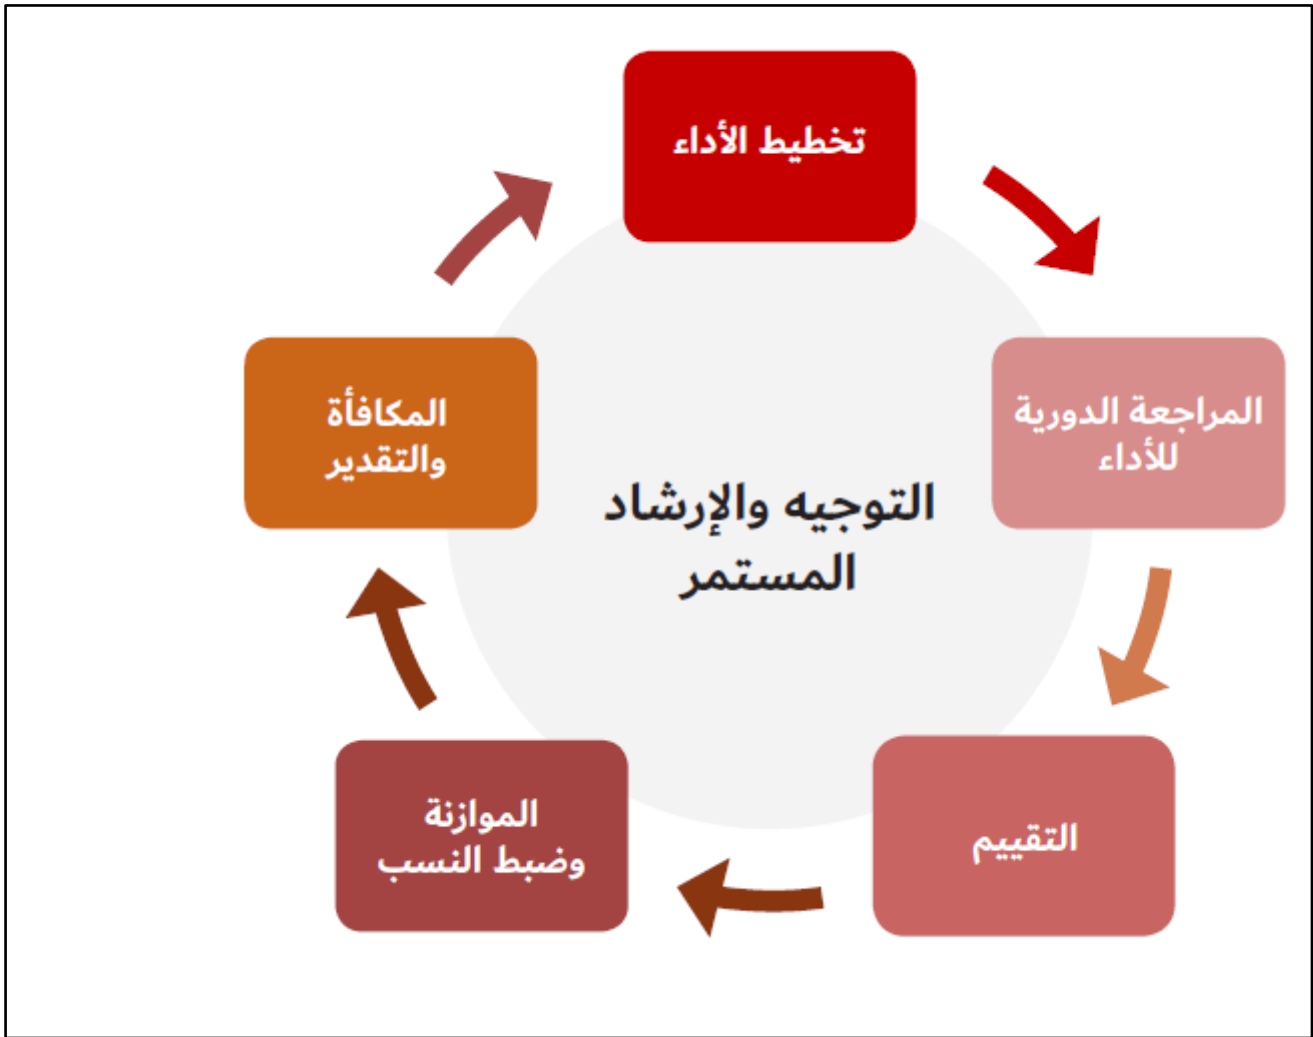 تخطيط الأداء
المراجعة الدورية
للأداء
التقييم
الموازنة
وضبط النسب
المكافأة
والتقدير
التوجيه والإرشاد
المستمر